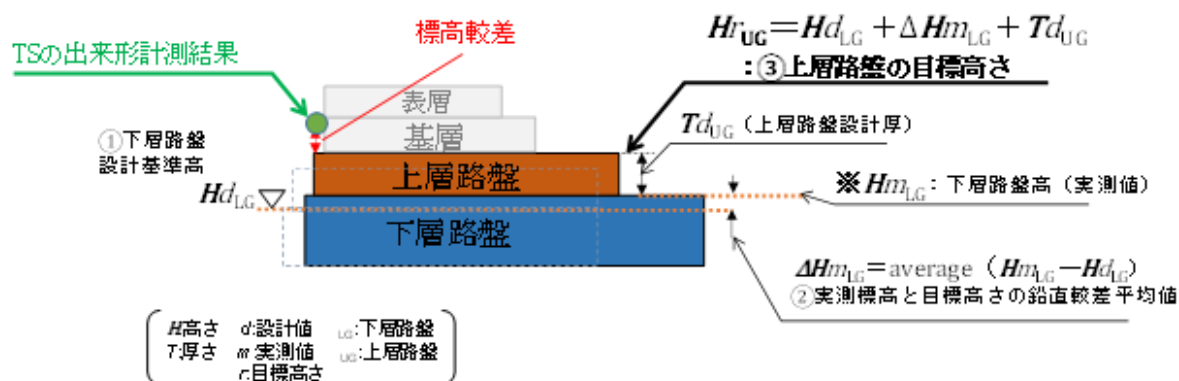 標高較差
Hr_UG＝Hd_LG＋ΔHm_LG＋Td_UG
：③上層路盤の目標高さ
TSの出来形計測結果
表層
基層
Td_UG（上層路盤設計厚）
①下層路盤
設計基準高
上層路盤
※Hm_LG：下層路盤高（実測値）
Hd_LG
下層路盤
ΔHm_LG＝average（Hm_LG－Hd_LG）
②実測標高と目標高さの鉛直較差平均値
H高さ d:設計値 LG:下層路盤
T:厚さ m:実測値 UG:上層路盤
r:目標高さ